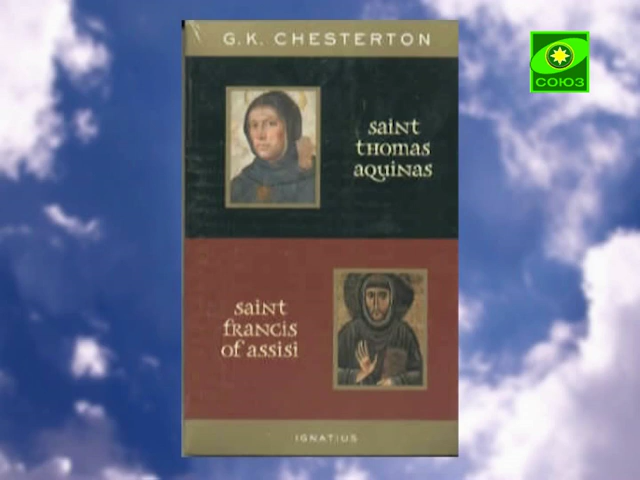 G.K. CHESTERTON
СОЮЗ
saint
thomas
aquinas
saint
francis
of assisi
IGNATIUS